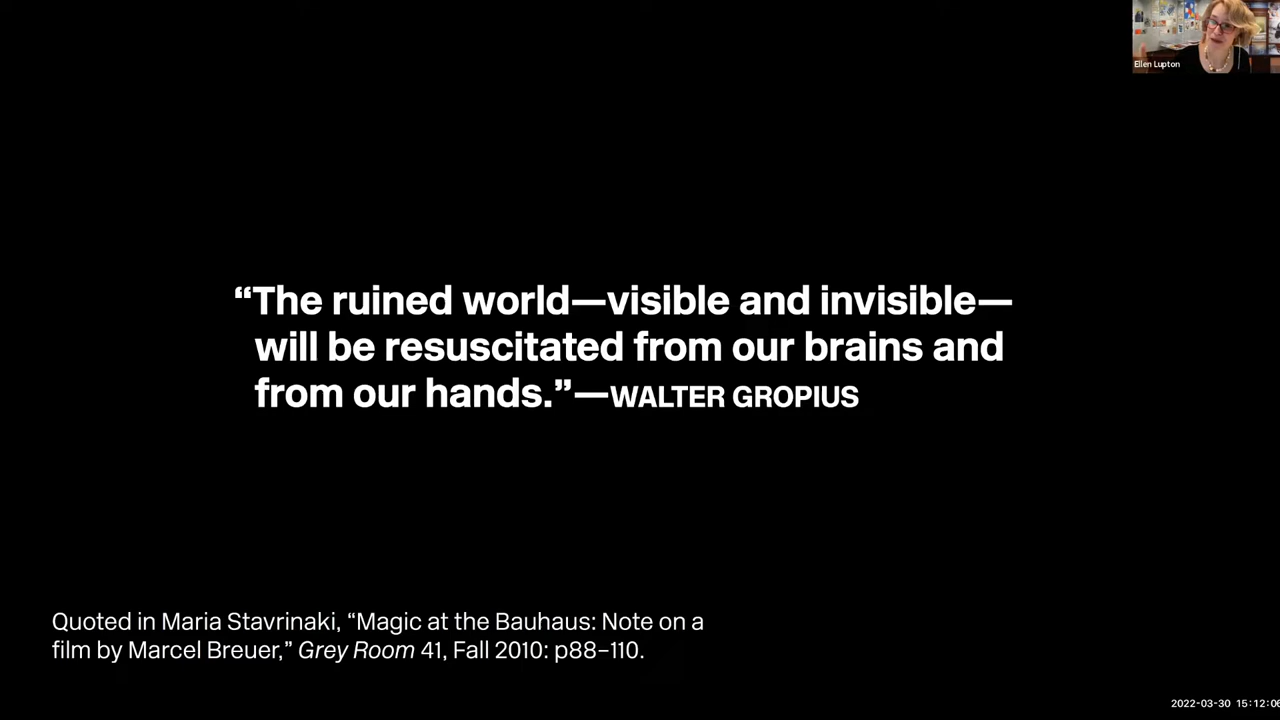 Ellen Lupton
“The ruined world—visible and invisible—
will be resuscitated from our brains and
from our hands.”—WALTER GROPIUS
Quoted in Maria Stavrinaki, “Magic at the Bauhaus: Note on a
film by Marcel Breuer,” Grey Room 41, Fall 2010: p88–110.
2022-03-30 15:12:06